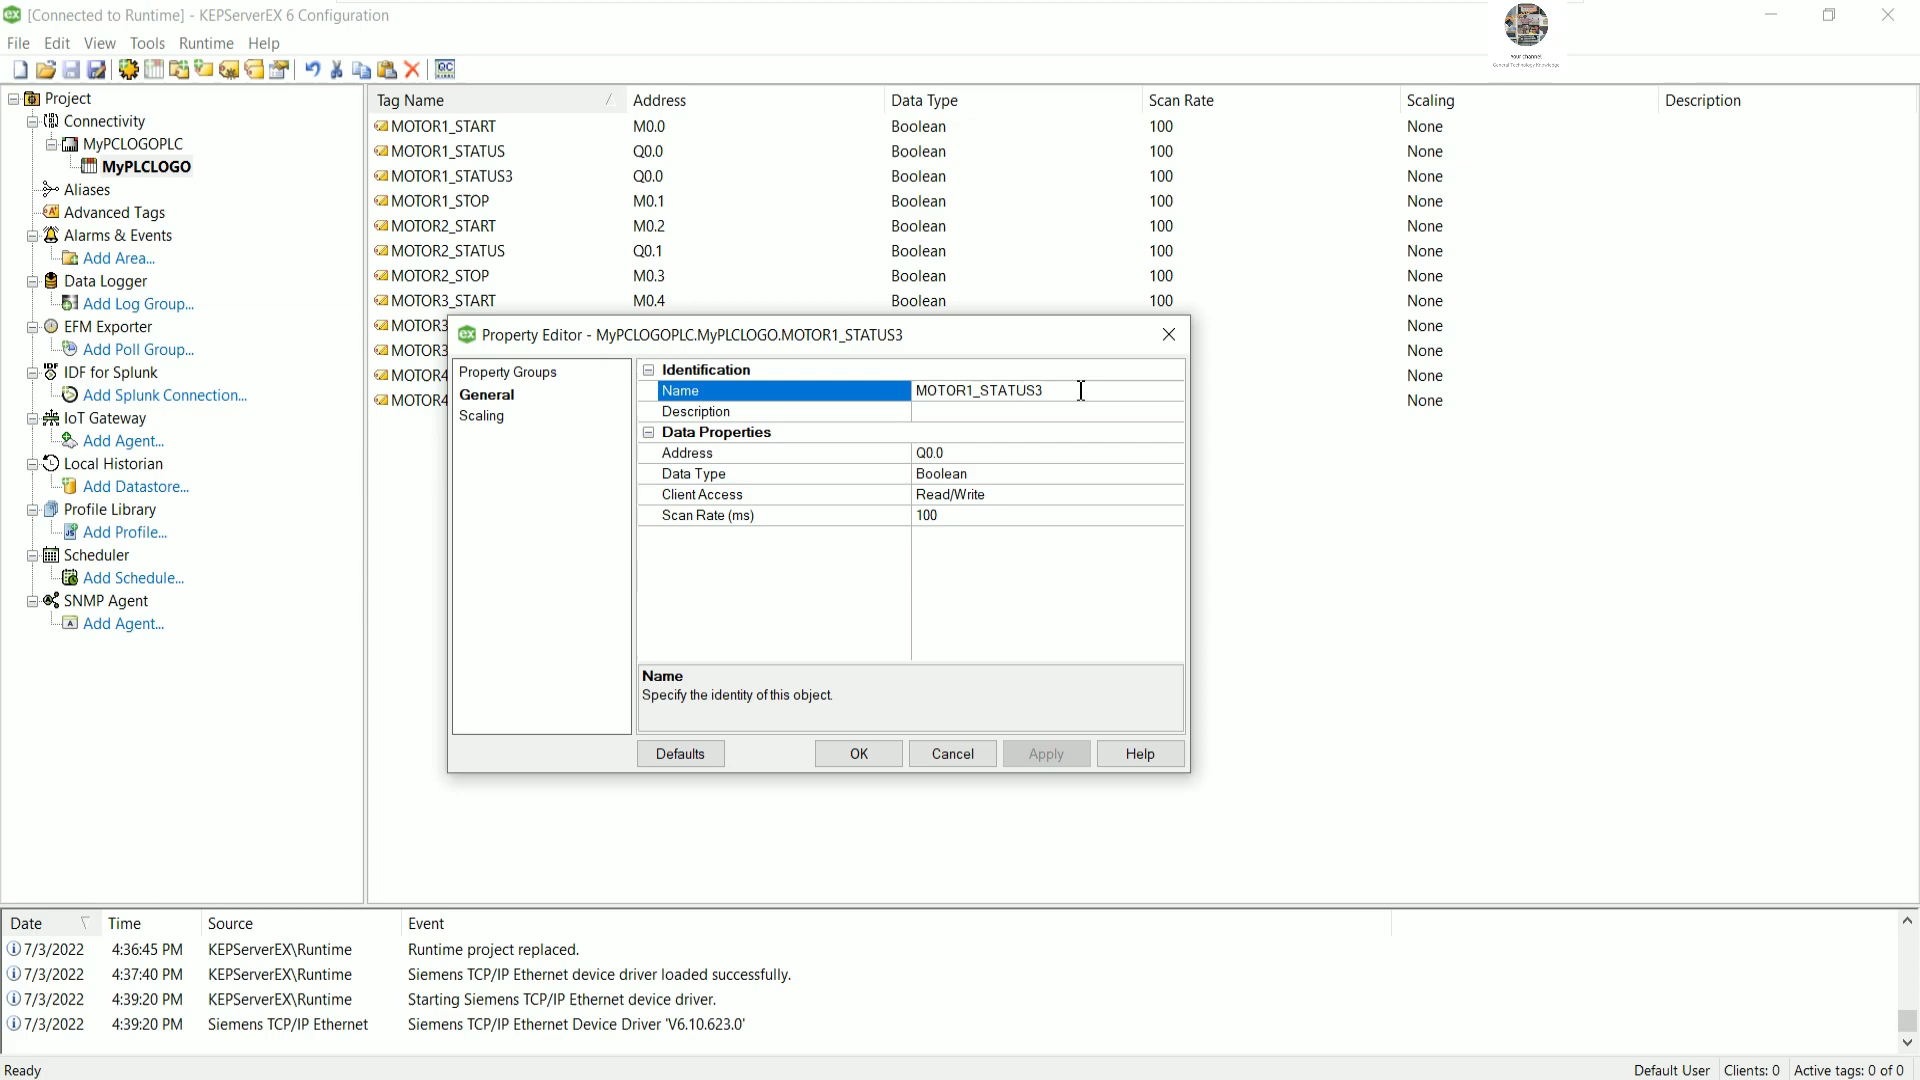 [Connected to Runtime] - KEPServerEX 6 Configuration
Your channel
General Technology Knowledge
File Edit View Tools Runtime Help
Project
Connectivity
MyPCLOGOPLC
MyPLCLOGO
Aliases
Advanced Tags
Alarms & Events
Add Area...
Data Logger
Add Log Group...
EFM Exporter
Add Poll Group...
IDF for Splunk
Add Splunk Connection...
IoT Gateway
Add Agent...
Local Historian
Add Datastore...
Profile Library
Add Profile...
Scheduler
Add Schedule...
SNMP Agent
Add Agent...
Tag Name Address Data Type Scan Rate Scaling Description
MOTOR1_START M0.0 Boolean 100 None
MOTOR1_STATUS Q0.0 Boolean 100 None
MOTOR1_STATUS3 Q0.0 Boolean 100 None
MOTOR1_STOP M0.1 Boolean 100 None
MOTOR2_START M0.2 Boolean 100 None
MOTOR2_STATUS Q0.1 Boolean 100 None
MOTOR2_STOP M0.3 Boolean 100 None
MOTOR3_START M0.4 Boolean 100 None
MOTOR3 None
MOTOR3 None
MOTOR4 None
MOTOR4 None
Property Editor - MyPCLOGOPLC.MyPLCLOGO.MOTOR1_STATUS3
Property Groups
General
Scaling
Identification
Name MOTOR1_STATUS3
Description
Data Properties
Address Q0.0
Data Type Boolean
Client Access Read/Write
Scan Rate (ms) 100
Name
Specify the identity of this object.
Defaults OK Cancel Apply Help
Date Time Source Event
7/3/2022 4:36:45 PM KEPServerEX\Runtime Runtime project replaced.
7/3/2022 4:37:40 PM KEPServerEX\Runtime Siemens TCP/IP Ethernet device driver loaded successfully.
7/3/2022 4:39:20 PM KEPServerEX\Runtime Starting Siemens TCP/IP Ethernet device driver.
7/3/2022 4:39:20 PM Siemens TCP/IP Ethernet Siemens TCP/IP Ethernet Device Driver 'V6.10.623.0'
Ready Default User Clients: 0 Active tags: 0 of 0